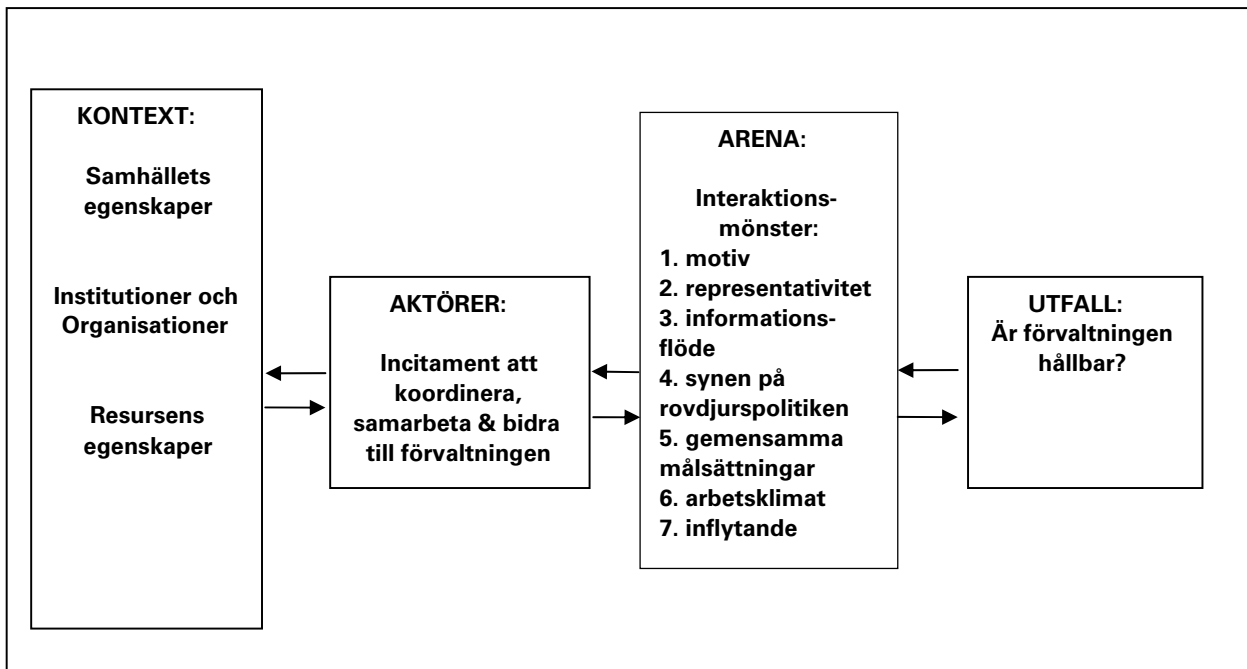 KONTEXT:
Samhällets
egenskaper
Institutioner och
Organisationer
Resursens
egenskaper
AKTÖRER:
Incitament att
koordinera,
samarbeta & bidra
till förvaltningen
ARENA:
Interaktions-
mönster:
1. motiv
2. representativitet
3. informations-
flöde
4. synen på
rovdjurspolitiken
5. gemensamma
målsättningar
6. arbetsklimat
7. inflytande
UTFALL:
Är förvaltningen
hållbar?